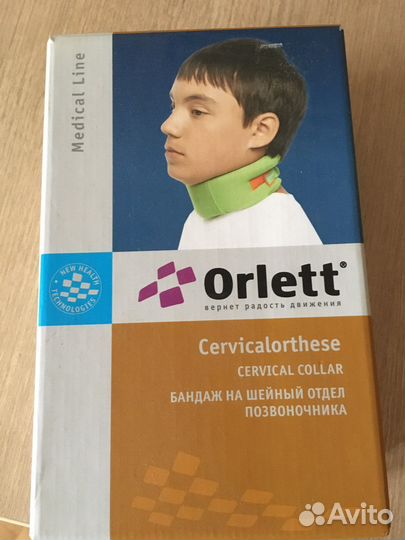 Medical Line
NEW HEALTH
TECHNOLOGIES
Orlett®
вернет радость движения
Cervicalorthese
CERVICAL COLLAR
БАНДАЖ НА ШЕЙНЫЙ ОТДЕЛ
ПОЗВОНОЧНИКА
Avito